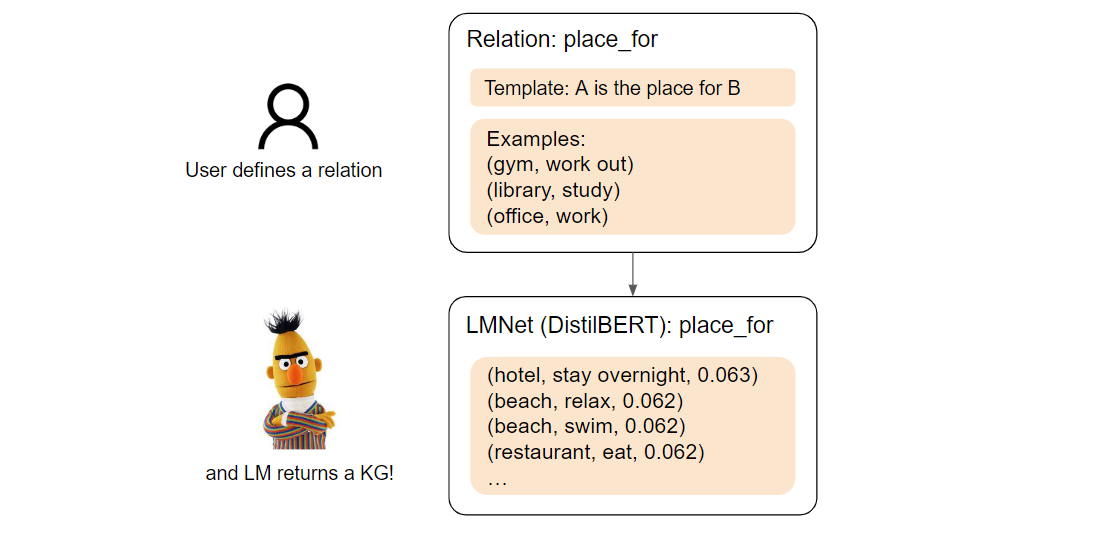 Relation: place_for
Template: A is the place for B
Examples:
(gym, work out)
(library, study)
(office, work)
User defines a relation
LMNet (DistilBERT): place_for
(hotel, stay overnight, 0.063)
(beach, relax, 0.062)
(beach, swim, 0.062)
(restaurant, eat, 0.062)
…
and LM returns a KG!